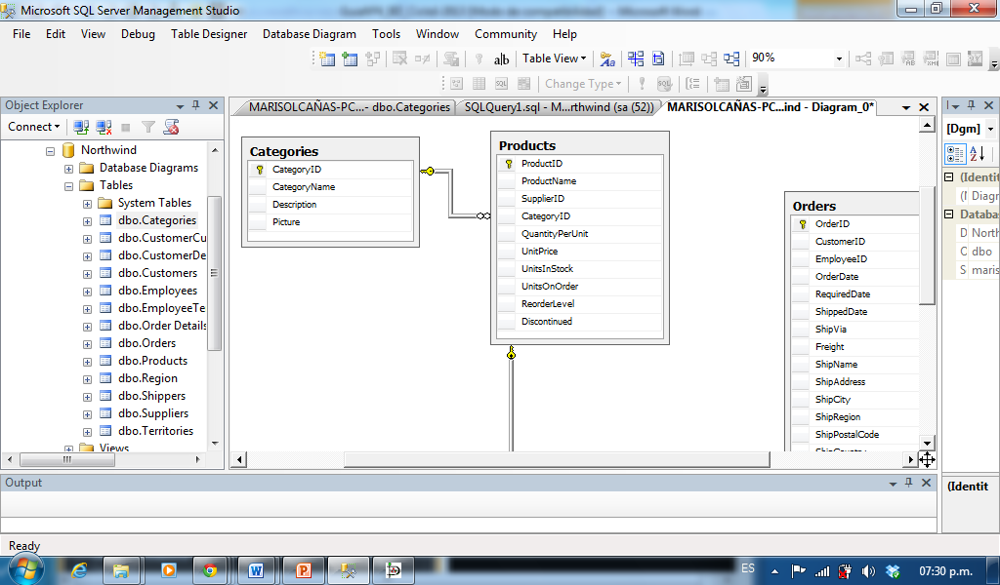 Microsoft SQL Server Management Studio
File Edit View Debug Table Designer Database Diagram Tools Window Community Help
ab Table View 90%
Change Type
Object Explorer
Connect
Northwind
Database Diagrams
Tables
System Tables
dbo.Categories
dbo.CustomerCu
dbo.CustomerDe
dbo.Customers
dbo.Employees
dbo.EmployeeTe
dbo.Order Details
dbo.Orders
dbo.Products
dbo.Region
dbo.Shippers
dbo.Suppliers
dbo.Territories
Views
MARISOLCAÑAS-PC...- dbo.Categories SQLQuery1.sql - M...rthwind (sa (52)) MARISOLCAÑAS-PC...ind - Diagram_0*
Categories
CategoryID
CategoryName
Description
Picture
Products
ProductID
ProductName
SupplierID
CategoryID
QuantityPerUnit
UnitPrice
UnitsInStock
UnitsOnOrder
ReorderLevel
Discontinued
Orders
OrderID
CustomerID
EmployeeID
OrderDate
RequiredDate
ShippedDate
ShipVia
Freight
ShipName
ShipAddress
ShipCity
ShipRegion
ShipPostalCode
ShipCountry
[Dgm]
(Identit
(I Diagr
Databa
D North
C dbo
S maris
(Identit
Output
Ready
ES 07:30 p.m.